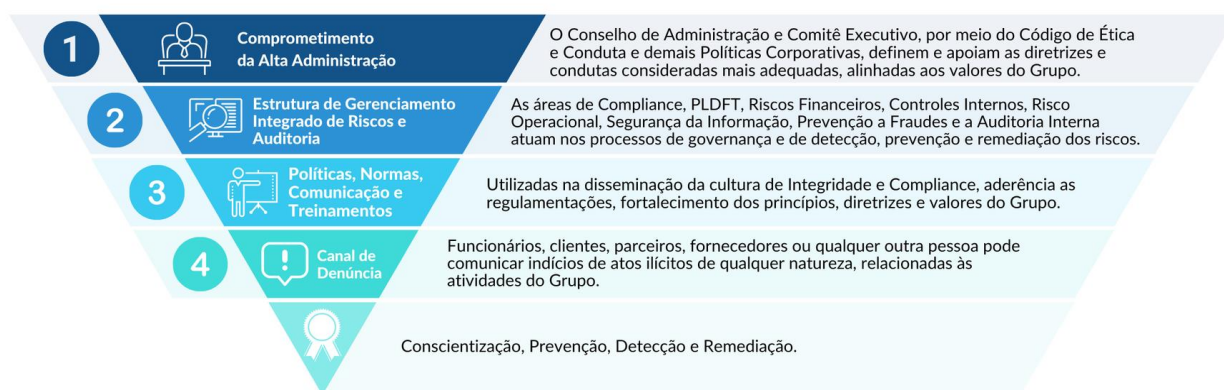 1
Comprometimento
da Alta Administração
O Conselho de Administração e Comitê Executivo, por meio do Código de Ética
e Conduta e demais Políticas Corporativas, definem e apoiam as diretrizes e
condutas consideradas mais adequadas, alinhadas aos valores do Grupo.
2
Estrutura de Gerenciamento
Integrado de Riscos e
Auditoria
As áreas de Compliance, PLDFT, Riscos Financeiros, Controles Internos, Risco
Operacional, Segurança da Informação, Prevenção a Fraudes e a Auditoria Interna
atuam nos processos de governança e de detecção, prevenção e remediação dos riscos.
3
Políticas, Normas,
Comunicação e
Treinamentos
Utilizadas na disseminação da cultura de Integridade e Compliance, aderência as
regulamentações, fortalecimento dos princípios, diretrizes e valores do Grupo.
4
Canal de
Denúncia
Funcionários, clientes, parceiros, fornecedores ou qualquer outra pessoa pode
comunicar indícios de atos ilícitos de qualquer natureza, relacionadas às
atividades do Grupo.
Conscientização, Prevenção, Detecção e Remediação.